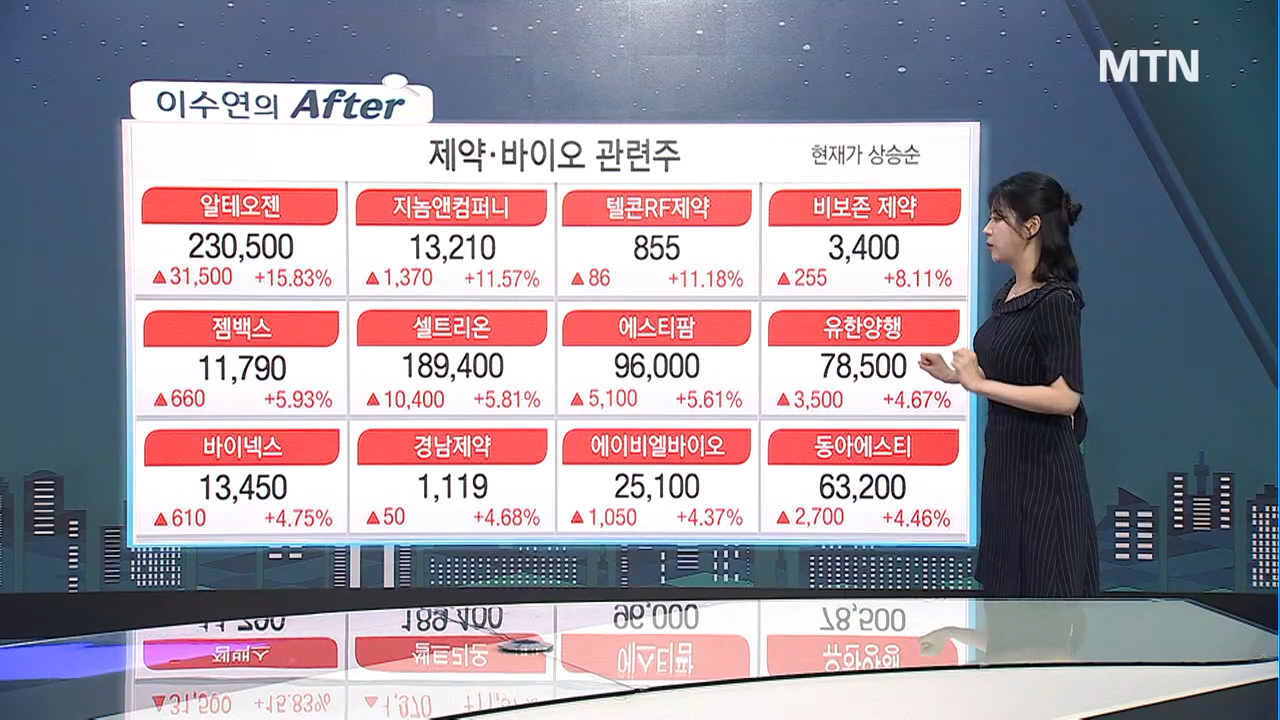 MTN
이수연의 After
제약·바이오 관련주
현재가 상승순
알테오젠
230,500
▲31,500 +15.83%
지놈앤컴퍼니
13,210
▲1,370 +11.57%
텔콘RF제약
855
▲86 +11.18%
비보존 제약
3,400
▲255 +8.11%
젬백스
11,790
▲660 +5.93%
셀트리온
189,400
▲10,400 +5.81%
에스티팜
96,000
▲5,100 +5.61%
유한양행
78,500
▲3,500 +4.67%
바이넥스
13,450
▲610 +4.75%
경남제약
1,119
▲50 +4.68%
에이비엘바이오
25,100
▲1,050 +4.37%
동아에스티
63,200
▲2,700 +4.46%